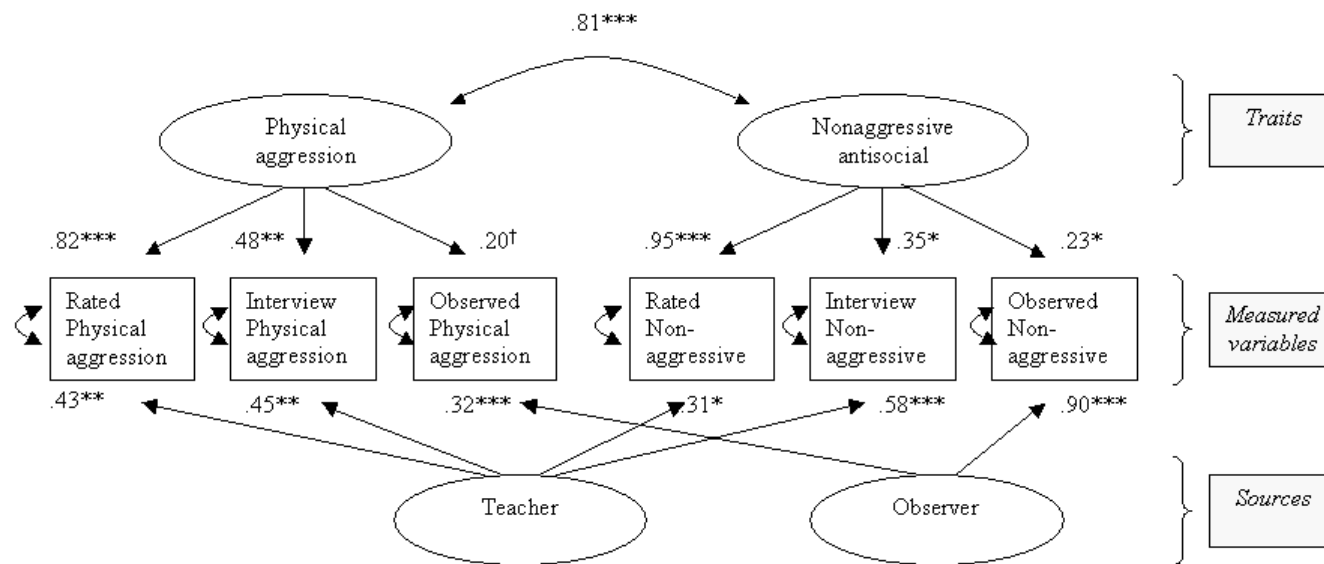 .81***
Physical
aggression
Nonaggressive
antisocial
Traits
.82***
.48**
.20†
.95***
.35*
.23*
Rated
Physical
aggression
Interview
Physical
aggression
Observed
Physical
aggression
Rated
Non-
aggressive
Interview
Non-
aggressive
Observed
Non-
aggressive
Measured
variables
.43**
.45**
.32***
.31*
.58***
.90***
Teacher
Observer
Sources